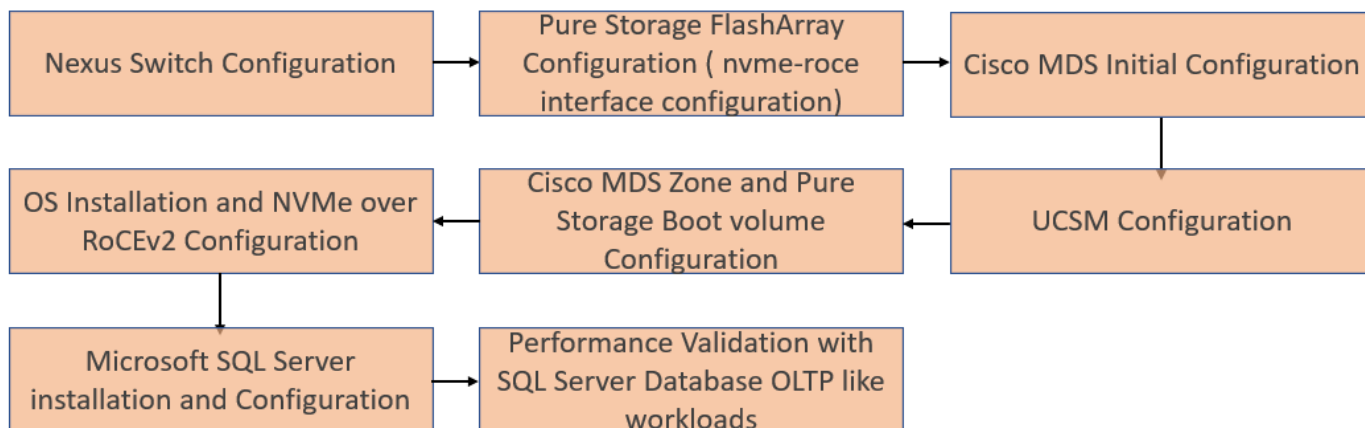 Nexus Switch Configuration
Pure Storage FlashArray
Configuration ( nvme-roce
interface configuration)
Cisco MDS Initial Configuration
UCSM Configuration
Cisco MDS Zone and Pure
Storage Boot volume
Configuration
OS Installation and NVMe over
RoCEv2 Configuration
Microsoft SQL Server
installation and Configuration
Performance Validation with
SQL Server Database OLTP like
workloads